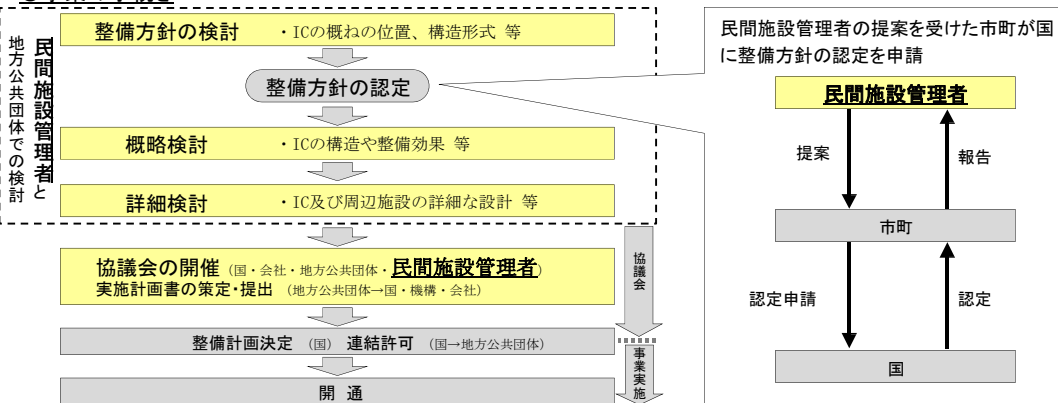 民間施設管理者と
地方公共団体での検討
整備方針の検討 ・ICの概ねの位置、構造形式 等
整備方針の認定
概略検討 ・ICの構造や整備効果 等
詳細検討 ・IC及び周辺施設の詳細な設計 等
協議会の開催 (国・会社・地方公共団体・民間施設管理者)
実施計画書の策定・提出 (地方公共団体→国・機構・会社)
整備計画決定 (国) 連結許可 (国→地方公共団体)
開 通
協議会
事業実施
民間施設管理者の提案を受けた市町が国
に整備方針の認定を申請
民間施設管理者
提案
報告
市町
認定申請
認定
国